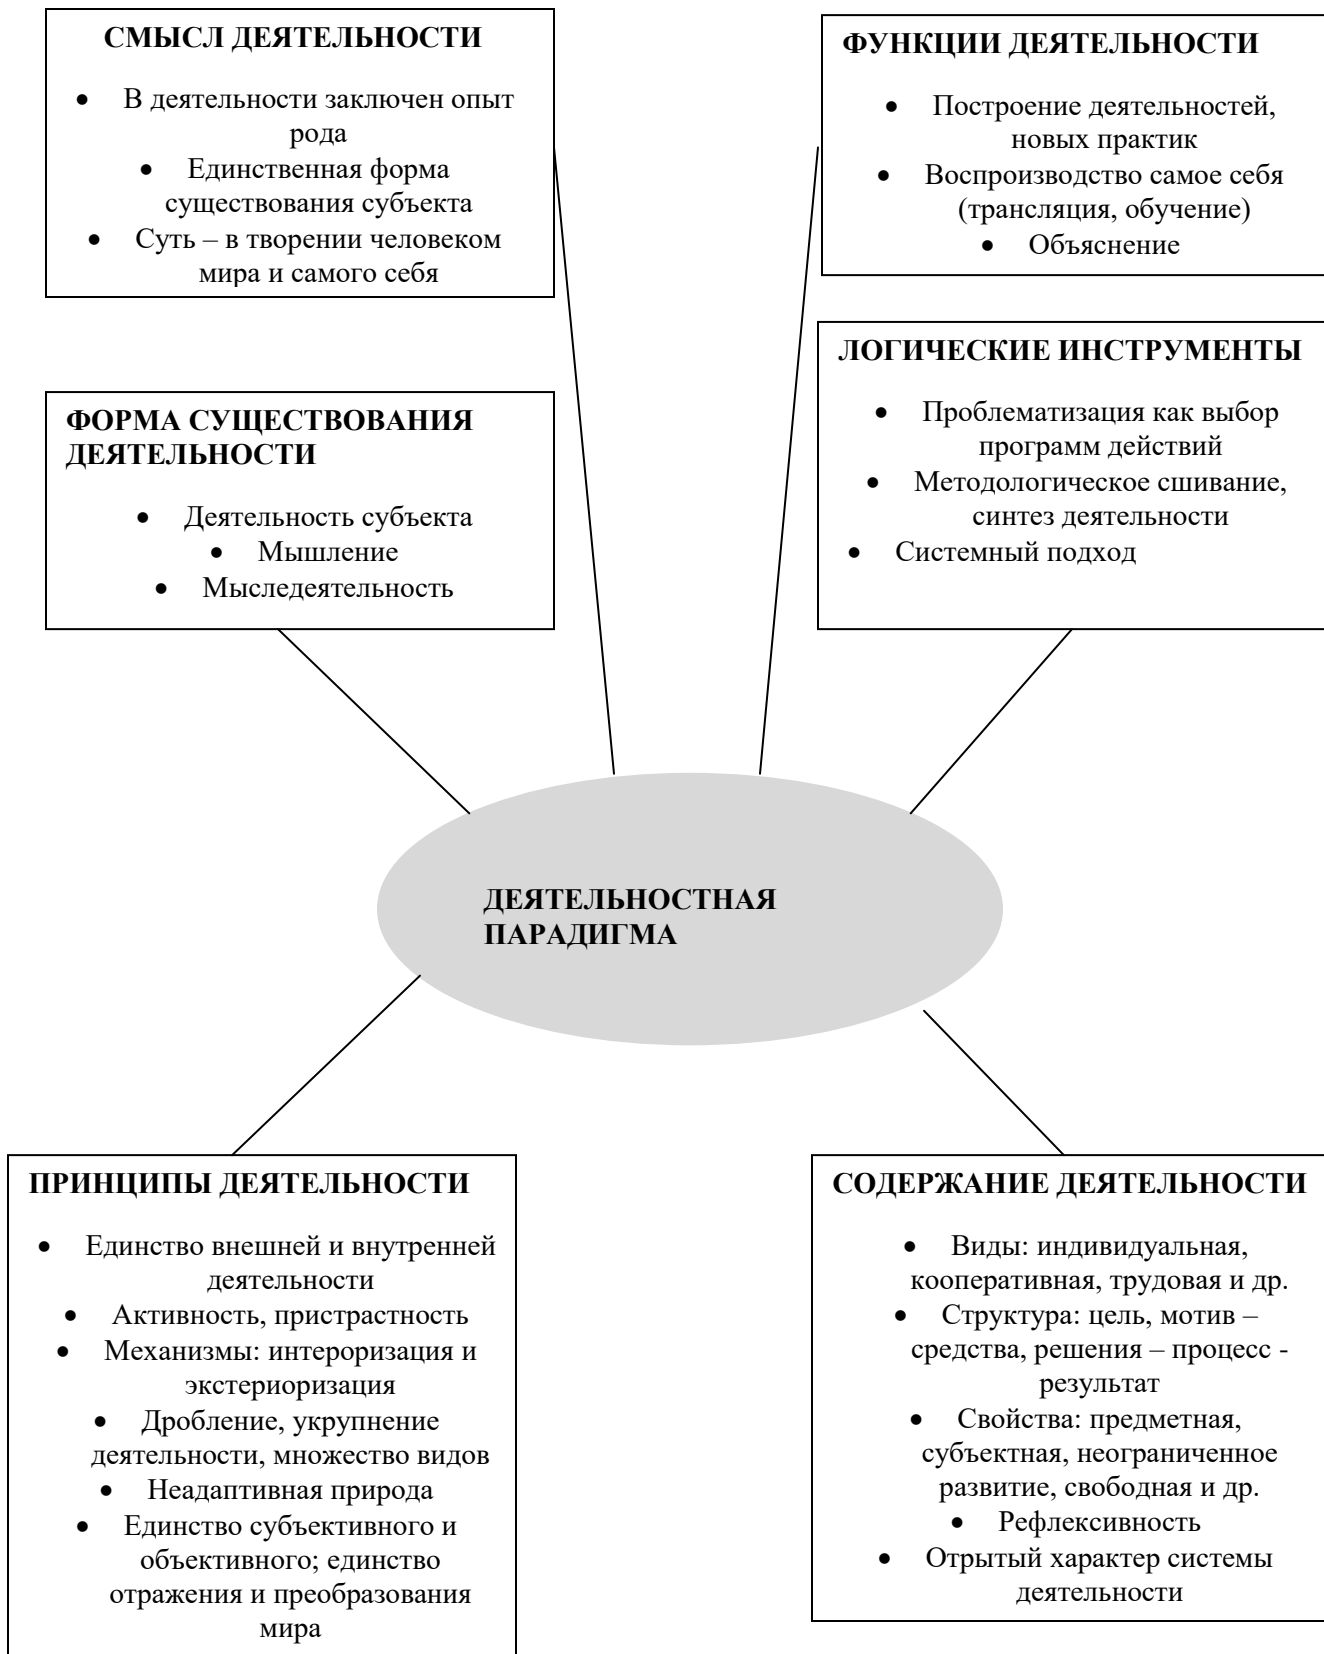 СМЫСЛ ДЕЯТЕЛЬНОСТИ
• В деятельности заключен опыт
рода
• Единственная форма
существования субъекта
• Суть – в творении человеком
мира и самого себя
ФУНКЦИИ ДЕЯТЕЛЬНОСТИ
• Построение деятельностей,
новых практик
• Воспроизводство самое себя
(трансляция, обучение)
• Объяснение
ФОРМА СУЩЕСТВОВАНИЯ
ДЕЯТЕЛЬНОСТИ
• Деятельность субъекта
• Мышление
• Мыследеятельность
ЛОГИЧЕСКИЕ ИНСТРУМЕНТЫ
• Проблематизация как выбор
программ действий
• Методологическое сшивание,
синтез деятельности
• Системный подход
ДЕЯТЕЛЬНОСТНАЯ
ПАРАДИГМА
ПРИНЦИПЫ ДЕЯТЕЛЬНОСТИ
• Единство внешней и внутренней
деятельности
• Активность, пристрастность
• Механизмы: интероризация и
экстериоризация
• Дробление, укрупнение
деятельности, множество видов
• Неадаптивная природа
• Единство субъективного и
объективного; единство
отражения и преобразования
мира
СОДЕРЖАНИЕ ДЕЯТЕЛЬНОСТИ
• Виды: индивидуальная,
кооперативная, трудовая и др.
• Структура: цель, мотив –
средства, решения – процесс -
результат
• Свойства: предметная,
субъектная, неограниченное
развитие, свободная и др.
• Рефлексивность
• Отрытый характер системы
деятельности